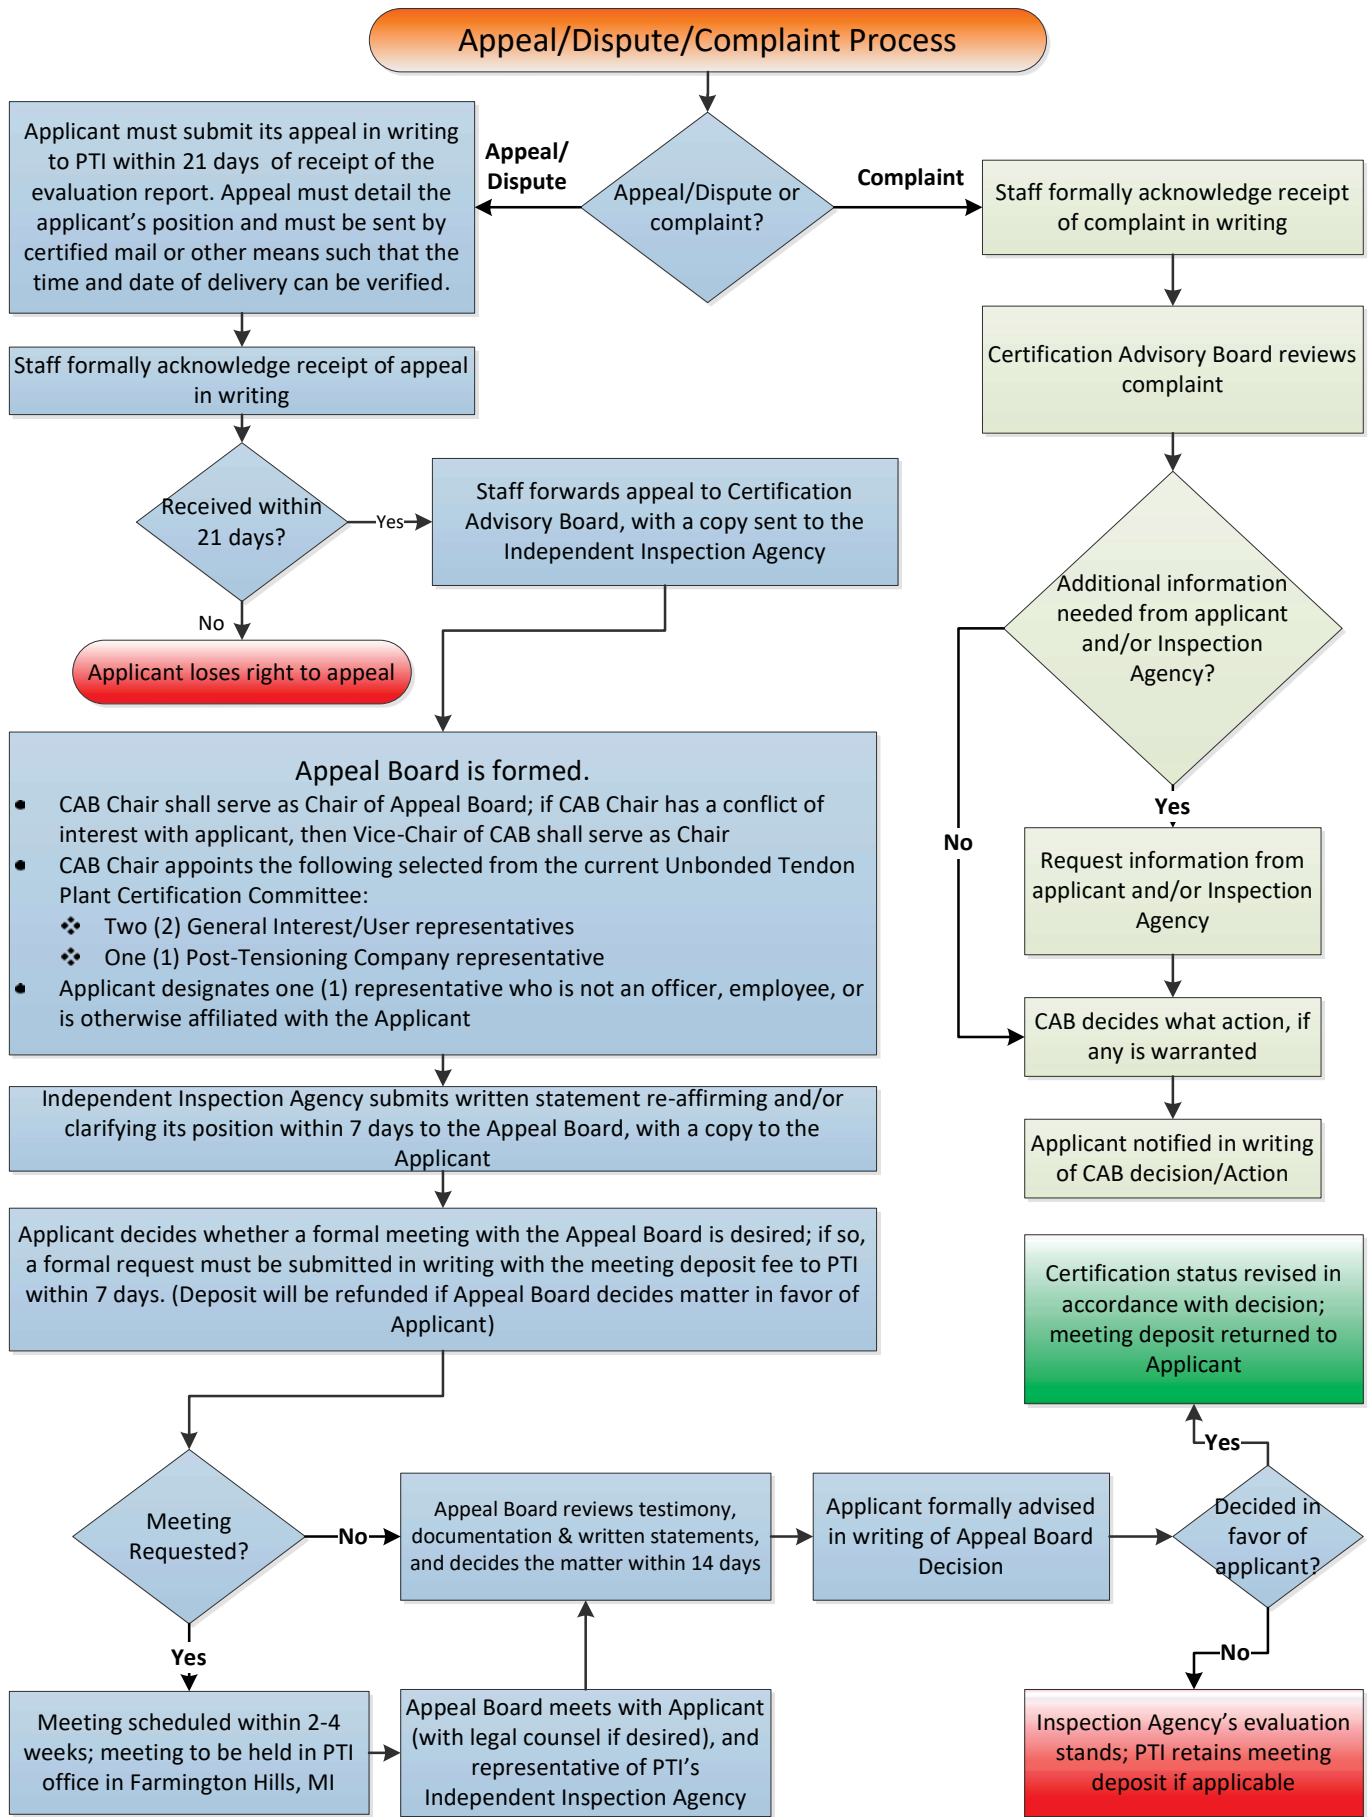 Appeal/Dispute/Complaint Process
Applicant must submit its appeal in writing
to PTI within 21 days of receipt of the
evaluation report. Appeal must detail the
applicant's position and must be sent by
certified mail or other means such that the
time and date of delivery can be verified.
Appeal/
Dispute
Appeal/Dispute or
complaint?
Complaint
Staff formally acknowledge receipt
of complaint in writing
Staff formally acknowledge receipt of appeal
in writing
Certification Advisory Board reviews
complaint
Received within
21 days?
Yes
Staff forwards appeal to Certification
Advisory Board, with a copy sent to the
Independent Inspection Agency
No
Applicant loses right to appeal
Additional information
needed from applicant
and/or Inspection
Agency?
Yes
No
Request information from
applicant and/or Inspection
Agency
CAB decides what action, if
any is warranted
Applicant notified in writing
of CAB decision/Action
Appeal Board is formed.
• CAB Chair shall serve as Chair of Appeal Board; if CAB Chair has a conflict of
interest with applicant, then Vice-Chair of CAB shall serve as Chair
• CAB Chair appoints the following selected from the current Unbonded Tendon
Plant Certification Committee:
❖ Two (2) General Interest/User representatives
❖ One (1) Post-Tensioning Company representative
• Applicant designates one (1) representative who is not an officer, employee, or
is otherwise affiliated with the Applicant
Independent Inspection Agency submits written statement re-affirming and/or
clarifying its position within 7 days to the Appeal Board, with a copy to the
Applicant
Applicant decides whether a formal meeting with the Appeal Board is desired; if so,
a formal request must be submitted in writing with the meeting deposit fee to PTI
within 7 days. (Deposit will be refunded if Appeal Board decides matter in favor of
Applicant)
Meeting
Requested?
No
Appeal Board reviews testimony,
documentation & written statements,
and decides the matter within 14 days
Applicant formally advised
in writing of Appeal Board
Decision
Decided in
favor of
applicant?
Yes
Certification status revised in
accordance with decision;
meeting deposit returned to
Applicant
Yes
Meeting scheduled within 2-4
weeks; meeting to be held in PTI
office in Farmington Hills, MI
Appeal Board meets with Applicant
(with legal counsel if desired), and
representative of PTI's
Independent Inspection Agency
No
Inspection Agency's evaluation
stands; PTI retains meeting
deposit if applicable